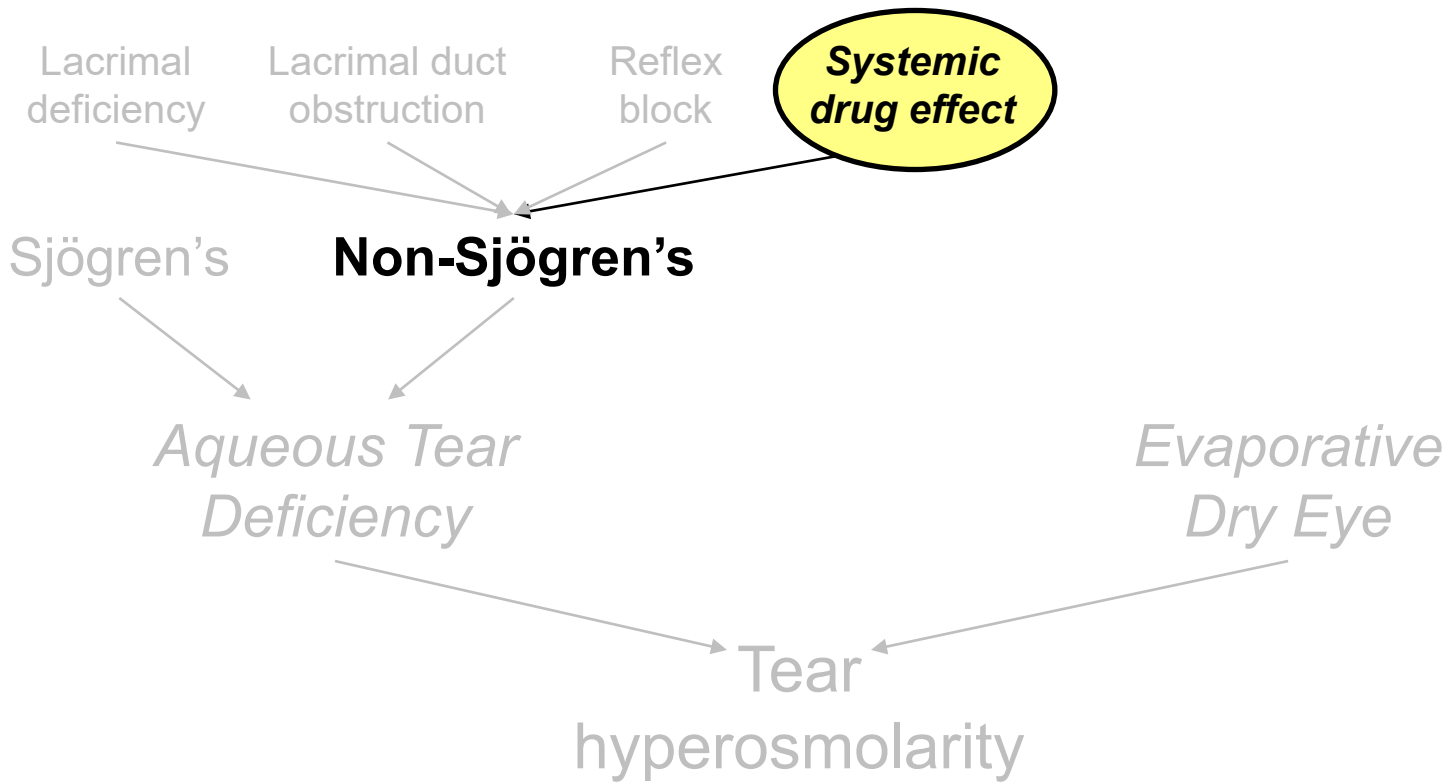 Lacrimal
deficiency
Lacrimal duct
obstruction
Reflex
block
Systemic
drug effect
Sjögren’s
Non-Sjögren’s
Aqueous Tear
Deficiency
Evaporative
Dry Eye
Tear
hyperosmolarity